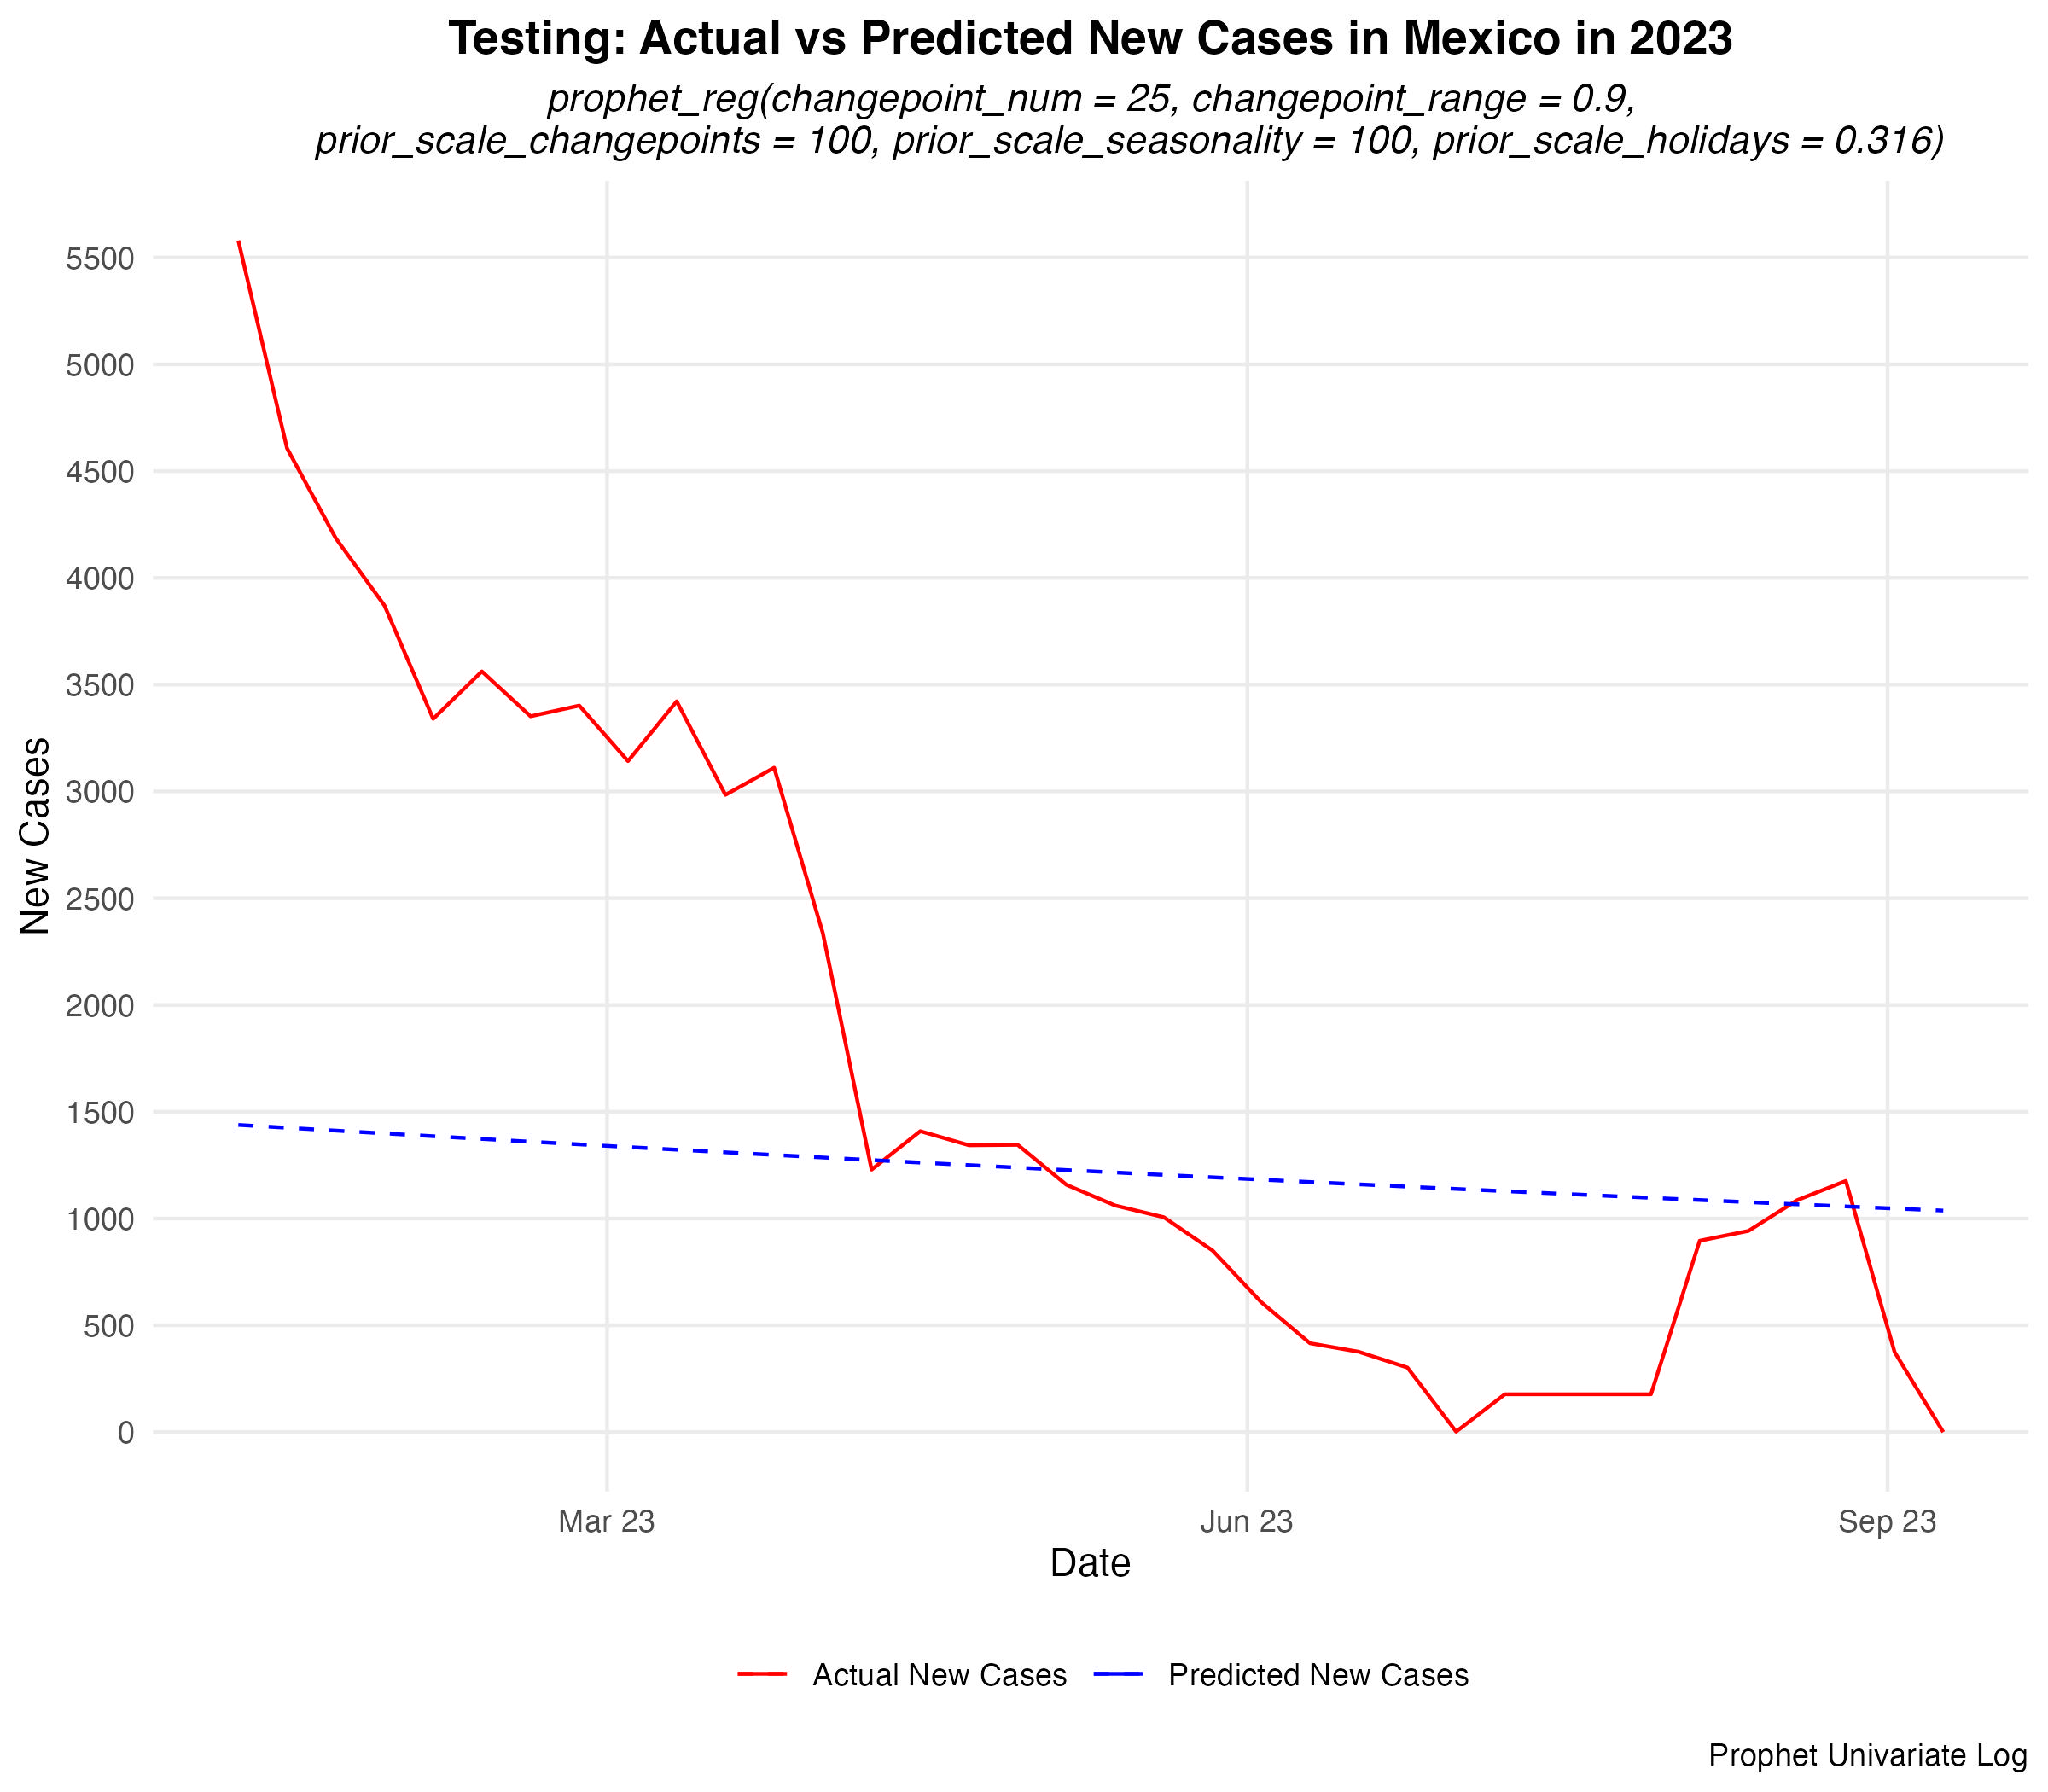 Testing: Actual vs Predicted New Cases in Mexico in 2023
prophet_reg(changepoint_num = 25, changepoint_range = 0.9,
prior_scale_changepoints = 100, prior_scale_seasonality = 100, prior_scale_holidays = 0.316)
New Cases
5500
5000
4500
4000
3500
3000
2500
2000
1500
1000
500
0
Mar 23 Jun 23 Sep 23
Date
Actual New Cases Predicted New Cases
Prophet Univariate Log